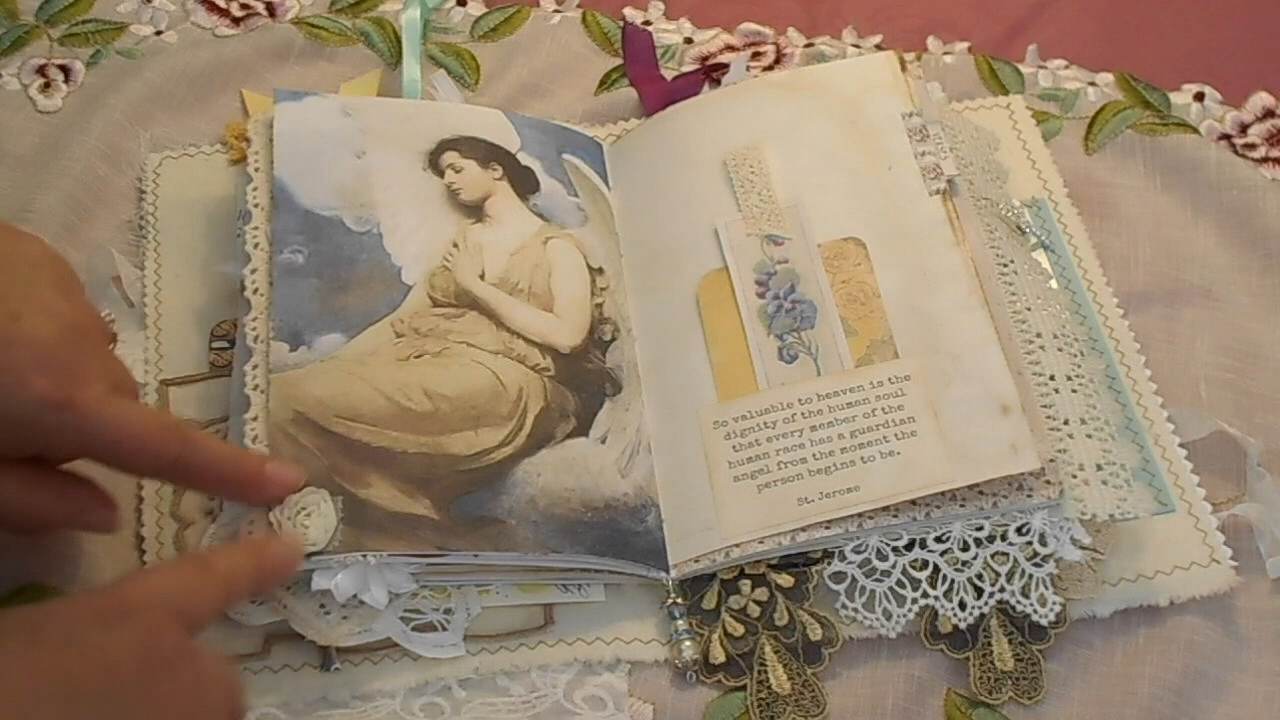 So valuable to heaven is the
dignity of the human soul
that every member of the
human race has a guardian
angel from the moment the
person begins to be.
St. Jerome